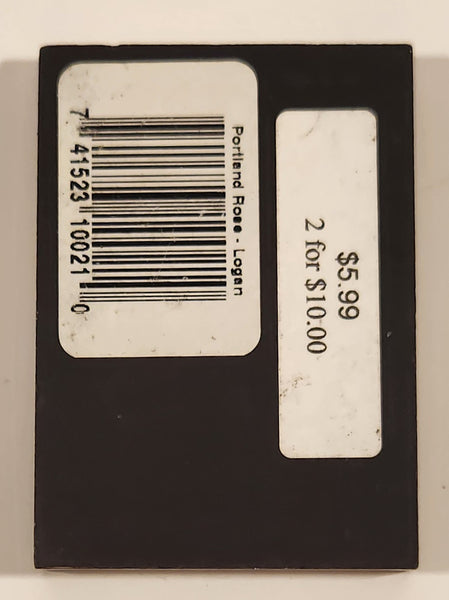 Portland Rose - Logan
7 41523 10021 0
$5.99
2 for $10.00